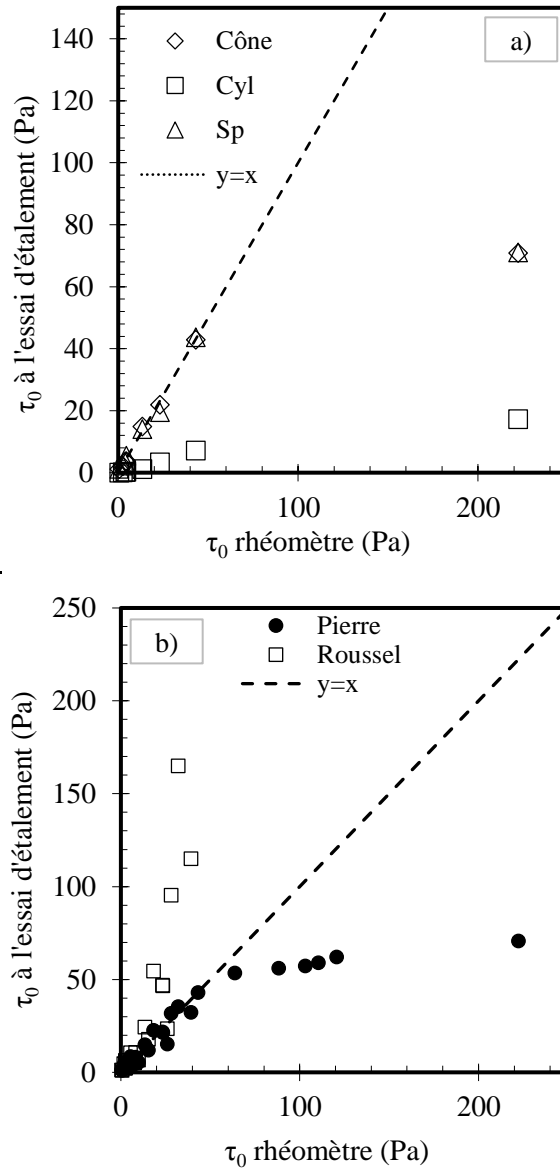 a)
Cône
Cyl
Sp
y=x
140
120
100
80
60
40
20
0
τ0 à l'essai d'étalement (Pa)
0 100 200
τ0 rhéomètre (Pa)
b)
Pierre
Roussel
y=x
250
200
150
100
50
0
τ0 à l'essai d'étalement (Pa)
0 100 200
τ0 rhéomètre (Pa)